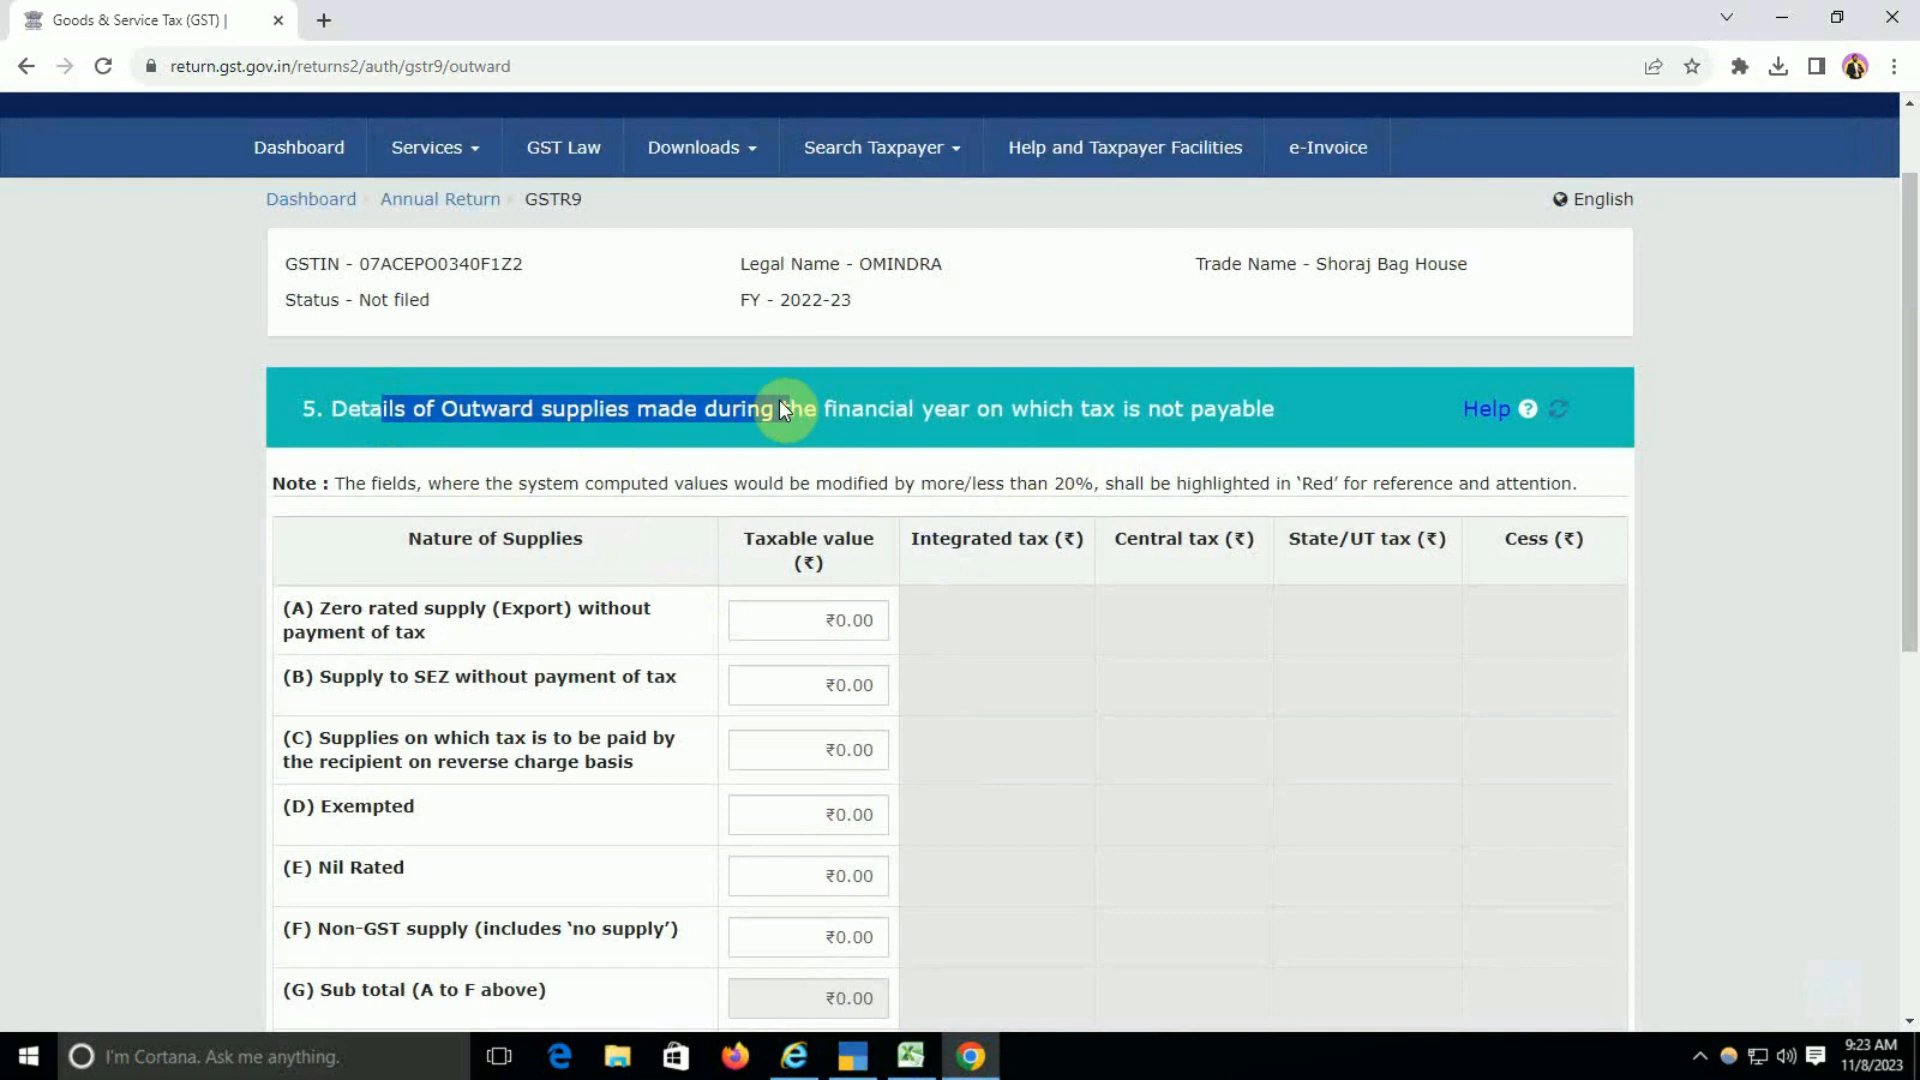 Goods & Service Tax (GST) |
return.gst.gov.in/returns2/auth/gstr9/outward
Dashboard Services GST Law Downloads Search Taxpayer Help and Taxpayer Facilities e-Invoice
Dashboard Annual Return GSTR9 English
GSTIN - 07ACEPO0340F1Z2 Legal Name - OMINDRA Trade Name - Shoraj Bag House
Status - Not filed FY - 2022-23
5. Details of Outward supplies made during the financial year on which tax is not payable Help ?
Note : The fields, where the system computed values would be modified by more/less than 20%, shall be highlighted in ‘Red’ for reference and attention.
Nature of Supplies Taxable value Integrated tax (₹) Central tax (₹) State/UT tax (₹) Cess (₹)
(₹)
(A) Zero rated supply (Export) without
payment of tax
₹0.00
(B) Supply to SEZ without payment of tax
₹0.00
(C) Supplies on which tax is to be paid by
the recipient on reverse charge basis
₹0.00
(D) Exempted
₹0.00
(E) Nil Rated
₹0.00
(F) Non-GST supply (includes ‘no supply’)
₹0.00
(G) Sub total (A to F above)
₹0.00
I'm Cortana. Ask me anything.
9:23 AM
11/8/2023